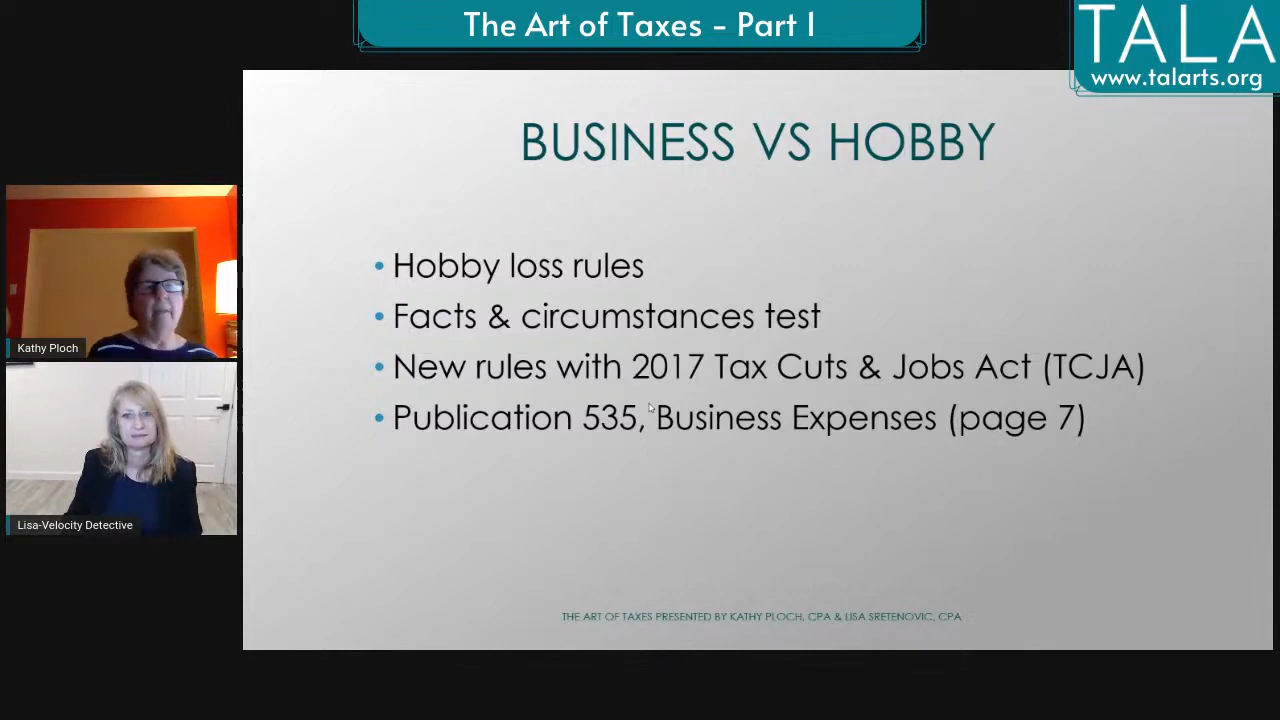 The Art of Taxes - Part 1
TALA
www.talarts.org
BUSINESS VS HOBBY
• Hobby loss rules
• Facts & circumstances test
• New rules with 2017 Tax Cuts & Jobs Act (TCJA)
• Publication 535, Business Expenses (page 7)
Kathy Ploch
Lisa-Velocity Detective
THE ART OF TAXES PRESENTED BY KATHY PLOCH, CPA & LISA SRETENOVIC, CPA